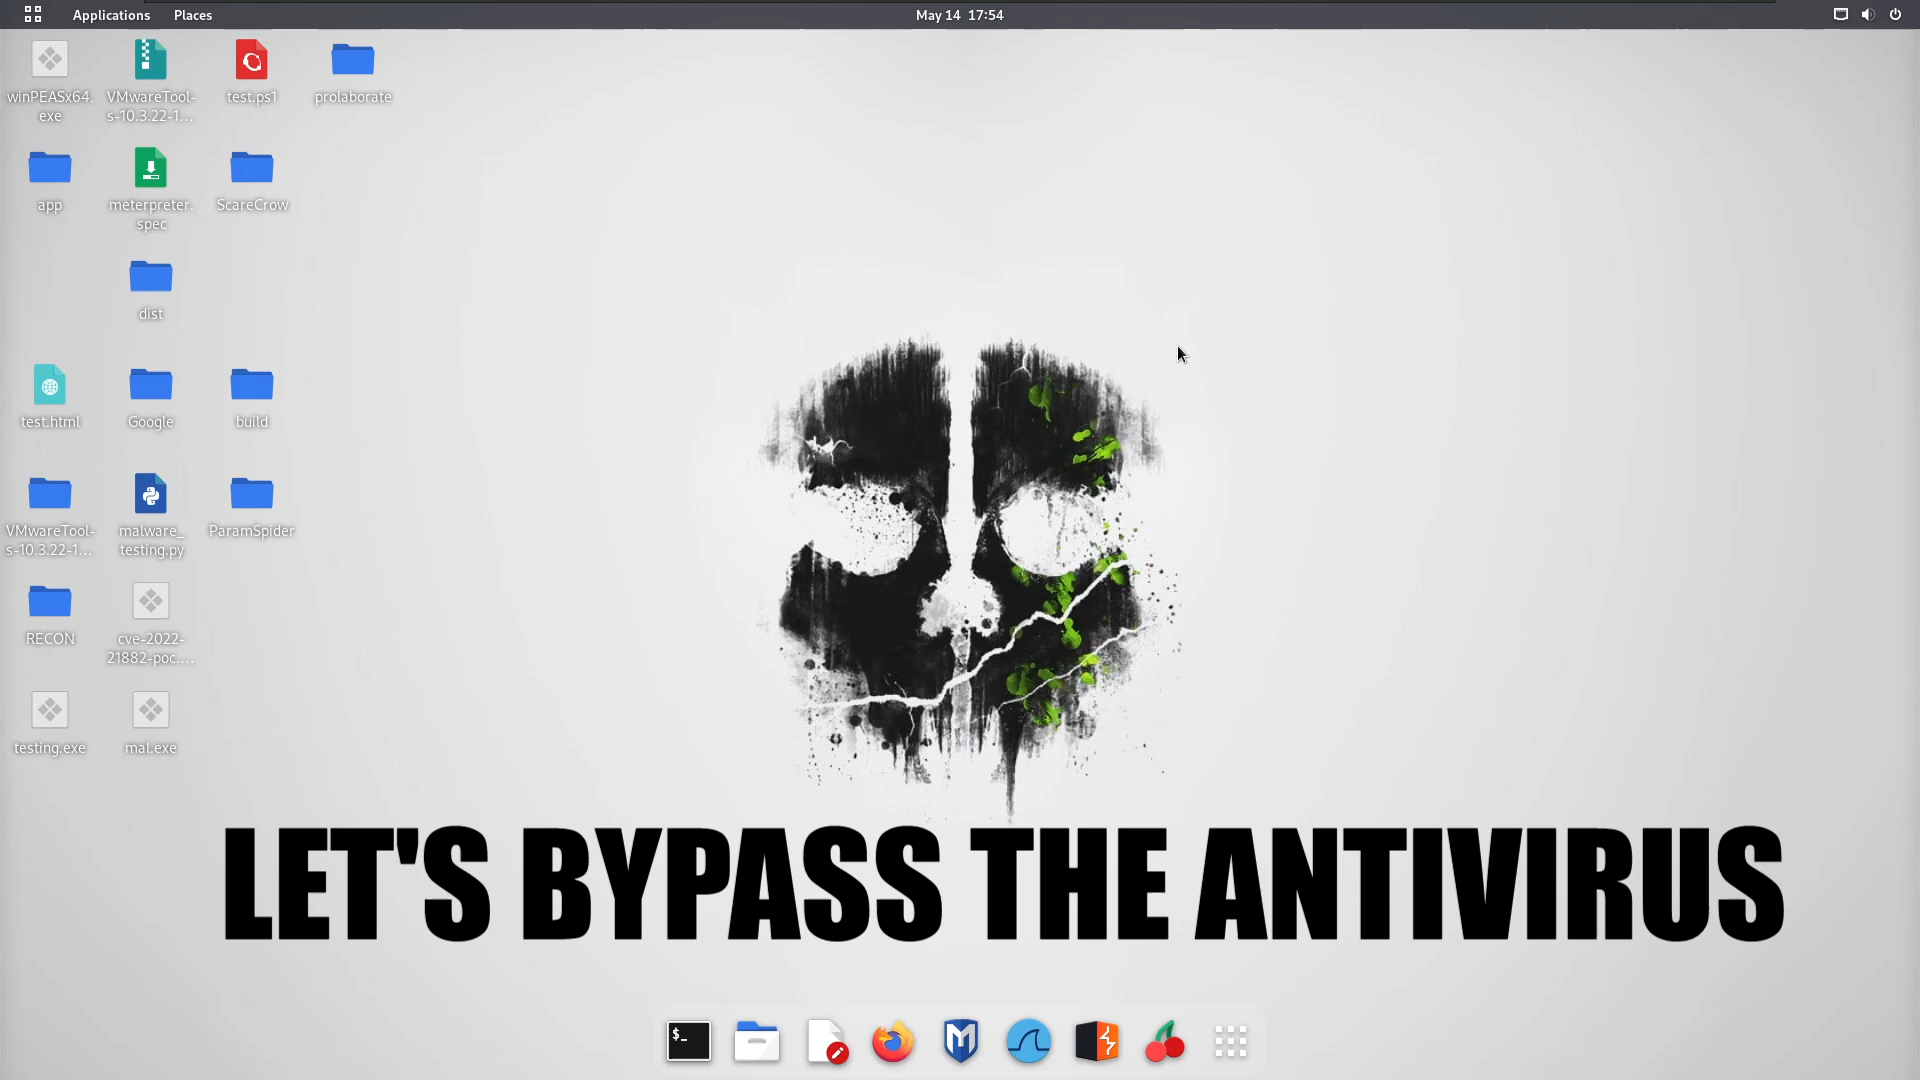 Applications Places May 14 17:54
winPEASx64.
exe
VMwareTool-
s-10.3.22-1...
test.ps1
prolaborate
app
meterpreter.
spec
ScareCrow
dist
test.html
Google
build
VMwareTool-
s-10.3.22-1...
malware_
testing.py
ParamSpider
RECON
cve-2022-
21882-poc....
testing.exe
mal.exe
LET'S BYPASS THE ANTIVIRUS
$_
M